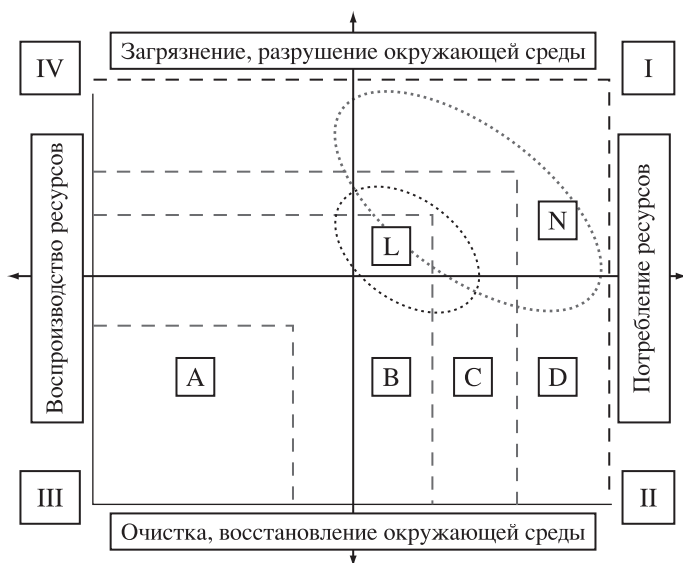 Загрязнение, разрушение окружающей среды
IV
I
Воспроизводство ресурсов
Потребление ресурсов
N
L
A
B
C
D
III
II
Очистка, восстановление окружающей среды